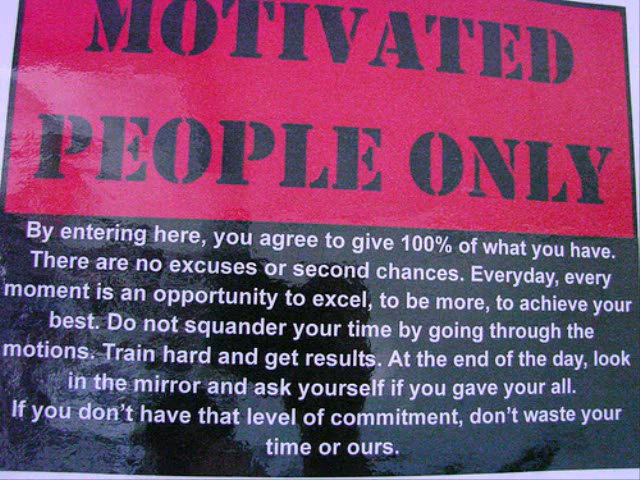 MOTIVATED
PEOPLE ONLY
By entering here, you agree to give 100% of what you have.
There are no excuses or second chances. Everyday, every
moment is an opportunity to excel, to be more, to achieve your
best. Do not squander your time by going through the
motions. Train hard and get results. At the end of the day, look
in the mirror and ask yourself if you gave your all.
If you don't have that level of commitment, don't waste your
time or ours.